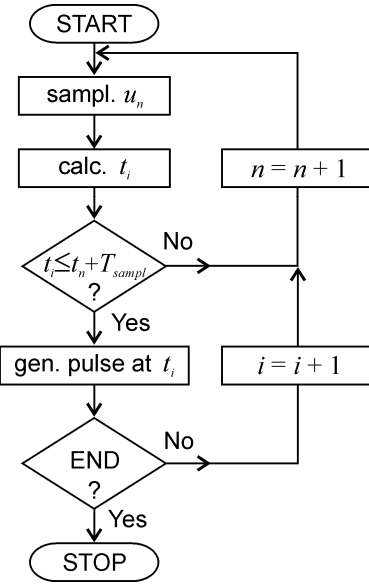 START
sampl. uₙ
calc. tᵢ
n = n + 1
No
tᵢ≤tₙ+T_sampl
?
Yes
gen. pulse at tᵢ
i = i + 1
No
END
?
Yes
STOP